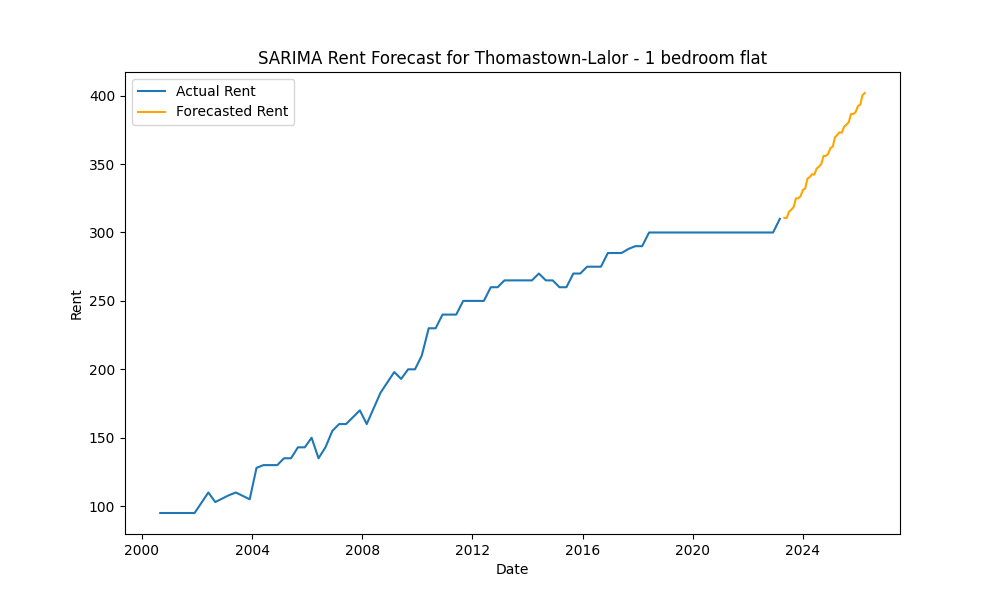 SARIMA Rent Forecast for Thomastown-Lalor - 1 bedroom flat
Actual Rent
Forecasted Rent
400
350
300
250
200
150
100
Rent
2000 2004 2008 2012 2016 2020 2024
Date